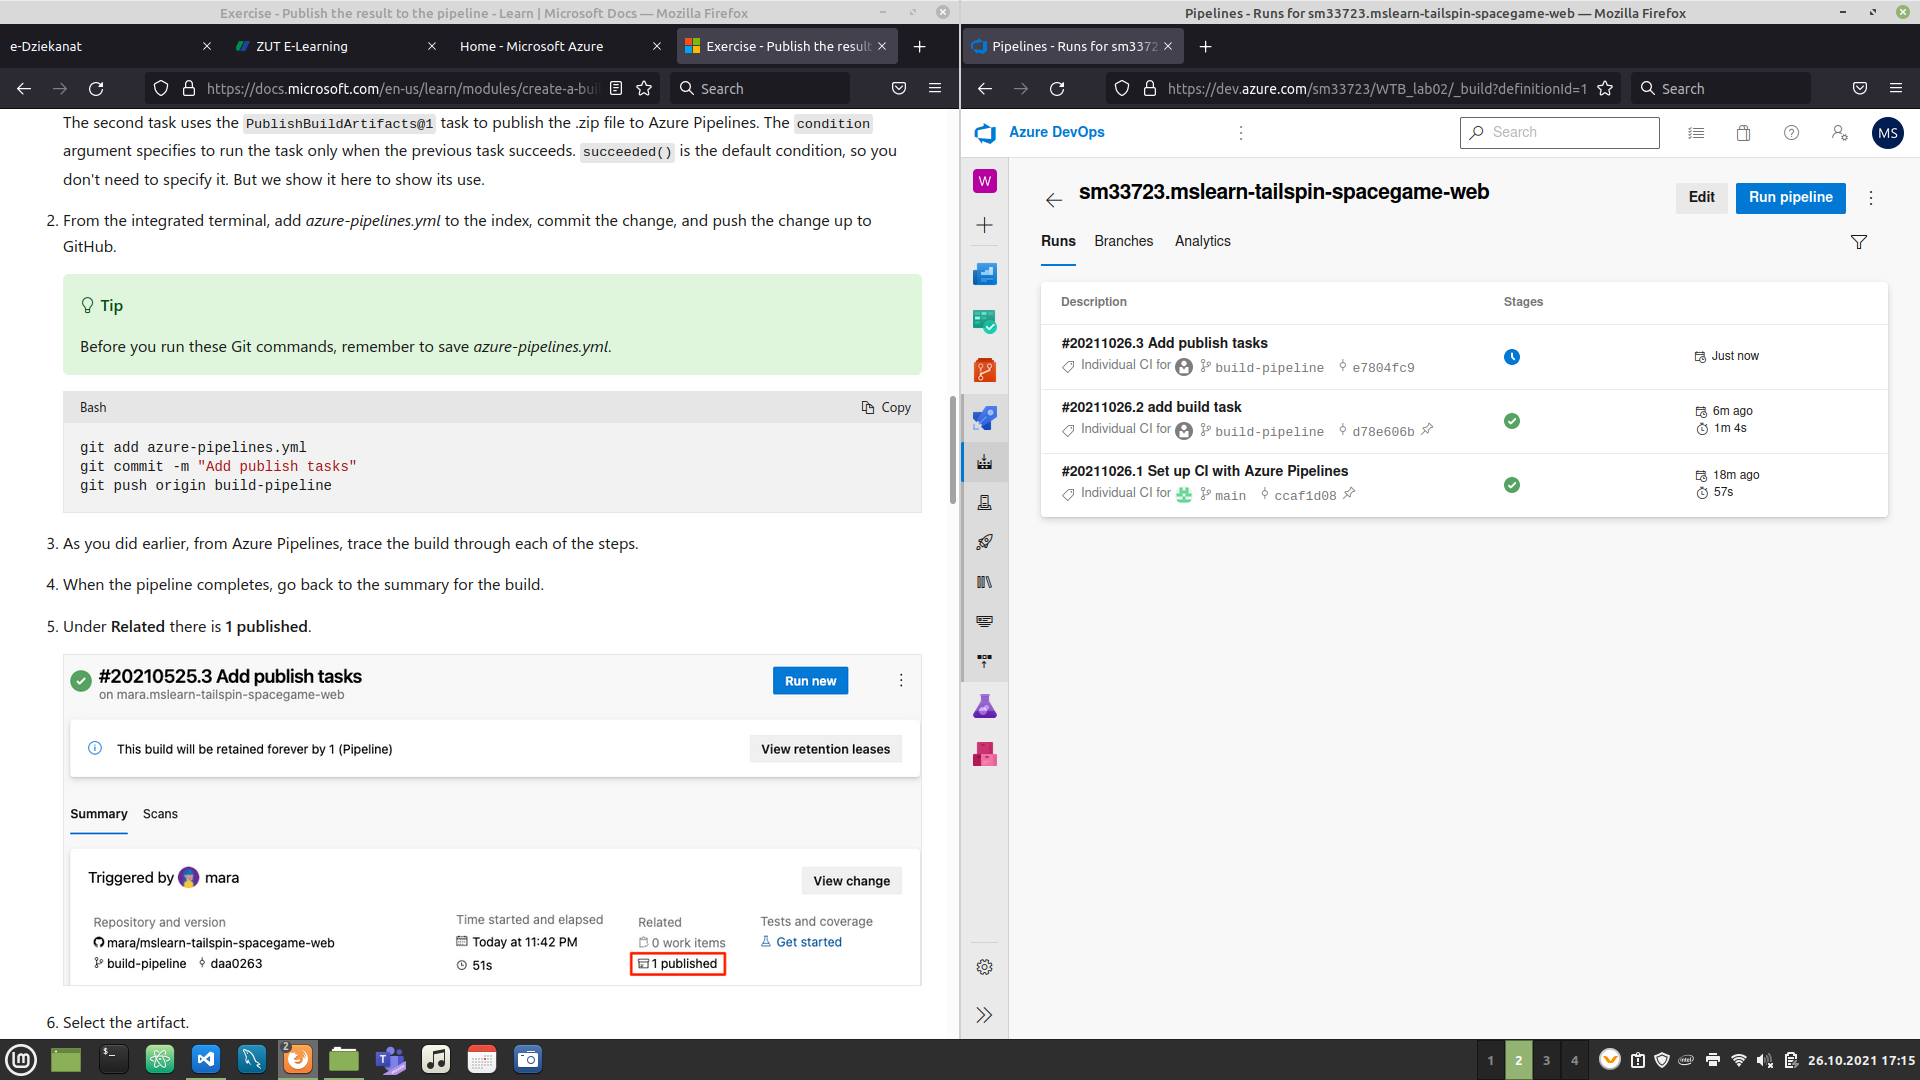 Exercise - Publish the result to the pipeline - Learn | Microsoft Docs — Mozilla Firefox
e-Dziekanat
ZUT E-Learning
Home - Microsoft Azure
Exercise - Publish the result
https://docs.microsoft.com/en-us/learn/modules/create-a-bui
Search
The second task uses the PublishBuildArtifacts@1 task to publish the .zip file to Azure Pipelines. The condition
argument specifies to run the task only when the previous task succeeds. succeeded() is the default condition, so you
don't need to specify it. But we show it here to show its use.
2. From the integrated terminal, add azure-pipelines.yml to the index, commit the change, and push the change up to
GitHub.
Tip
Before you run these Git commands, remember to save azure-pipelines.yml.
Bash
Copy
git add azure-pipelines.yml
git commit -m "Add publish tasks"
git push origin build-pipeline
3. As you did earlier, from Azure Pipelines, trace the build through each of the steps.
4. When the pipeline completes, go back to the summary for the build.
5. Under Related there is 1 published.
#20210525.3 Add publish tasks
on mara.mslearn-tailspin-spacegame-web
Run new
This build will be retained forever by 1 (Pipeline)
View retention leases
Summary
Scans
Triggered by mara
View change
Repository and version
mara/mslearn-tailspin-spacegame-web
build-pipeline daa0263
Time started and elapsed
Today at 11:42 PM
51s
Related
0 work items
1 published
Tests and coverage
Get started
6. Select the artifact.
Pipelines - Runs for sm33723.mslearn-tailspin-spacegame-web — Mozilla Firefox
Pipelines - Runs for sm3372
https://dev.azure.com/sm33723/WTB_lab02/_build?definitionId=1
Search
Azure DevOps
Search
MS
W
sm33723.mslearn-tailspin-spacegame-web
Edit
Run pipeline
Runs
Branches
Analytics
Description
Stages
#20211026.3 Add publish tasks
Individual CI for build-pipeline e7804fc9
Just now
#20211026.2 add build task
Individual CI for build-pipeline d78e606b
6m ago
1m 4s
#20211026.1 Set up CI with Azure Pipelines
Individual CI for main ccaf1d08
18m ago
57s
2
1
2
3
4
26.10.2021 17:15